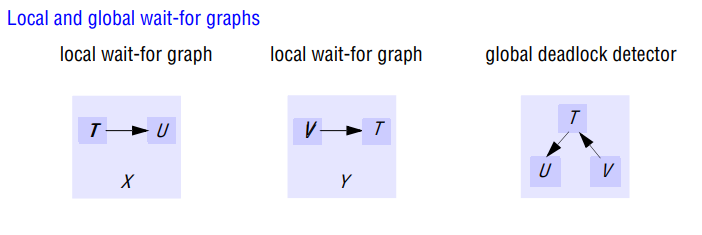 Local and global wait-for graphs
local wait-for graph
local wait-for graph
global deadlock detector
T U
X
V T
Y
T
U V